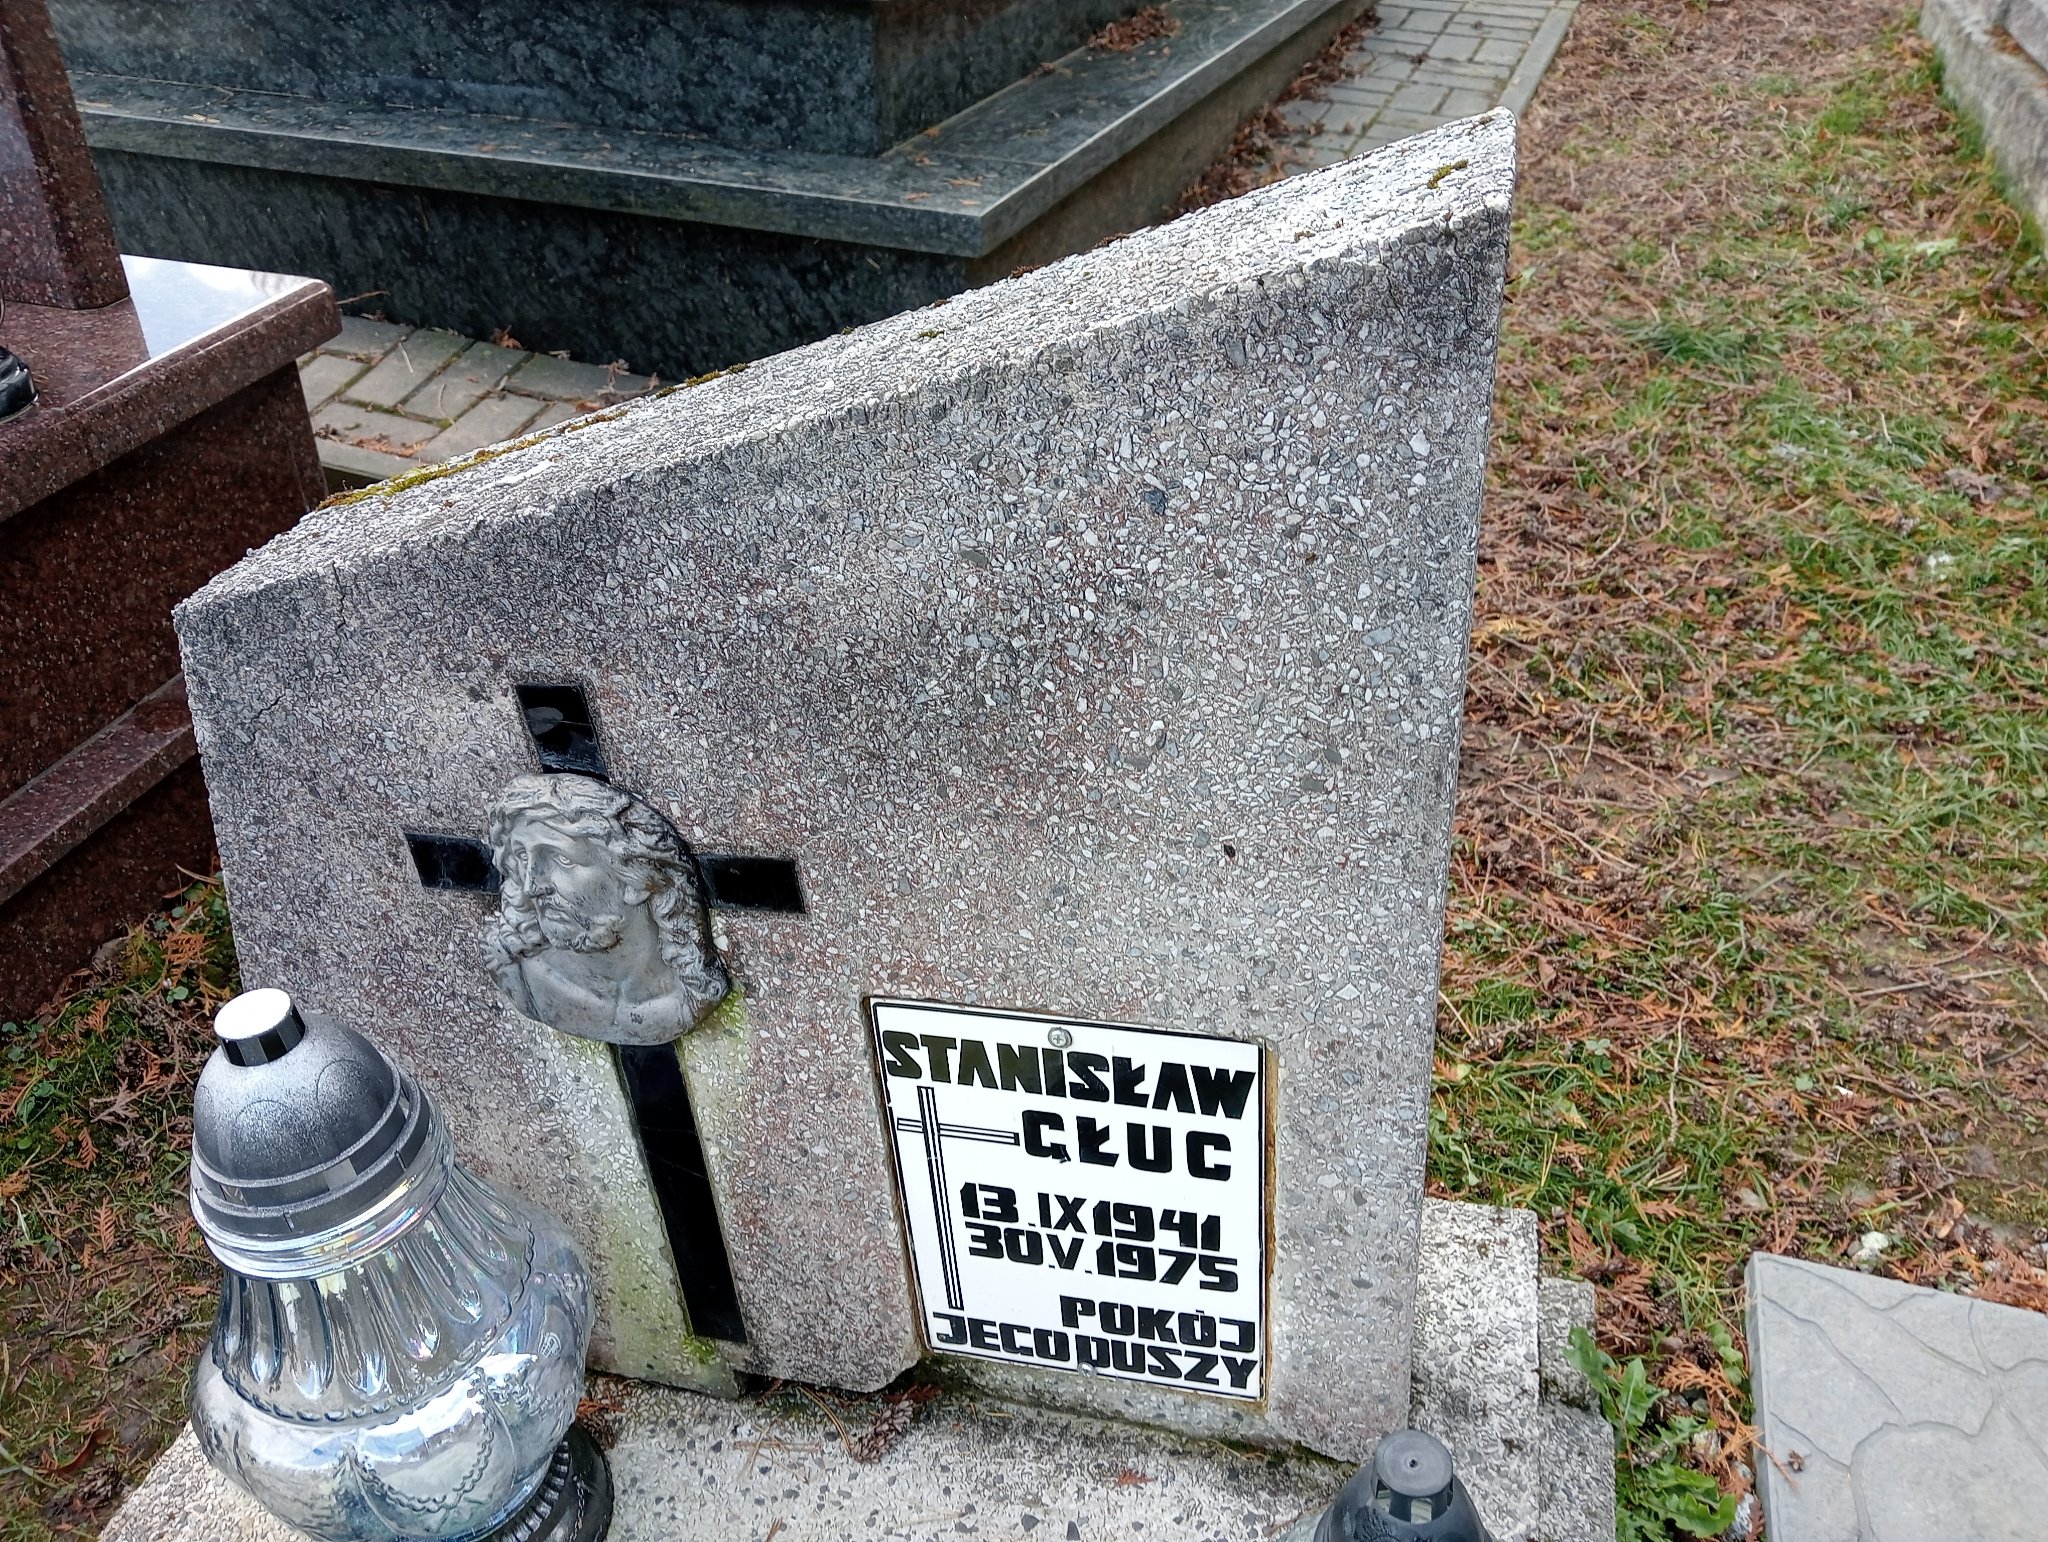 STANISŁAW
GŁUC
13.IX 1941
30 V. 1975
POKÓJ
JEGO DUSZY